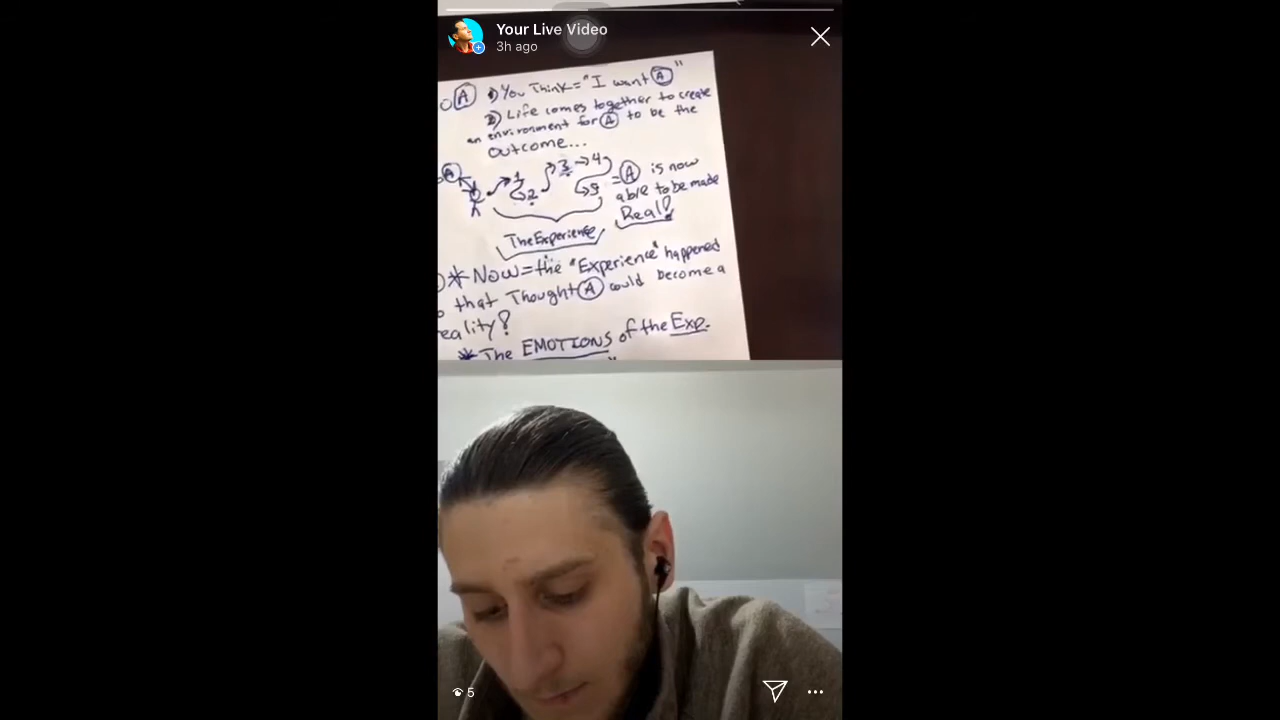 Your Live Video
3h ago
A 1) You Think = "I want A"
2) Life comes together to create
an environment for A to be the
outcome...
A 1 2 3 4 5 = A is now
able to be made
Real!
The Experience
* Now = the "Experience" happened
that Thought A could become a
eality?
* The EMOTIONS of the Exp.
5